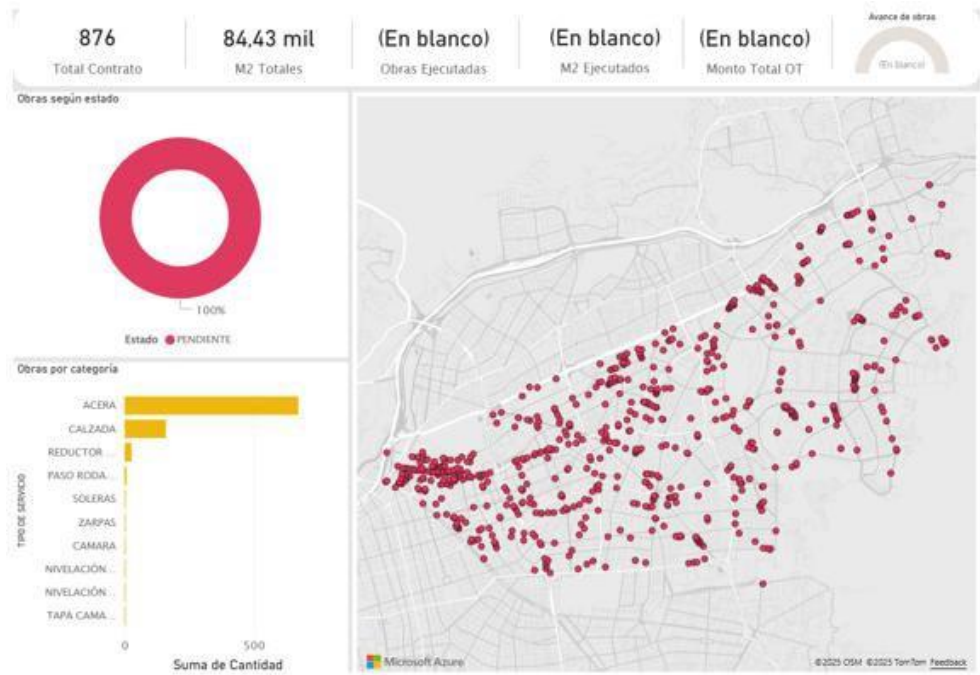 876
Total Contrato
84,43 mil
M2 Totales
(En blanco)
Obras Ejecutadas
(En blanco)
M2 Ejecutados
(En blanco)
Monto Total OT
Avance de obras
(En blanco)
Obras según estado
100%
Estado PENDIENTE
Obras por categoría
TIPO DE SERVICIO
ACERA
CALZADA
REDUCTOR ...
PASO RODA...
SOLERAS
ZARPAS
CAMARA
NIVELACIÓN...
NIVELACIÓN...
TAPA CAMA...
0 500
Suma de Cantidad
Microsoft Azure
©2025 OSM ©2025 TomTom Feedback